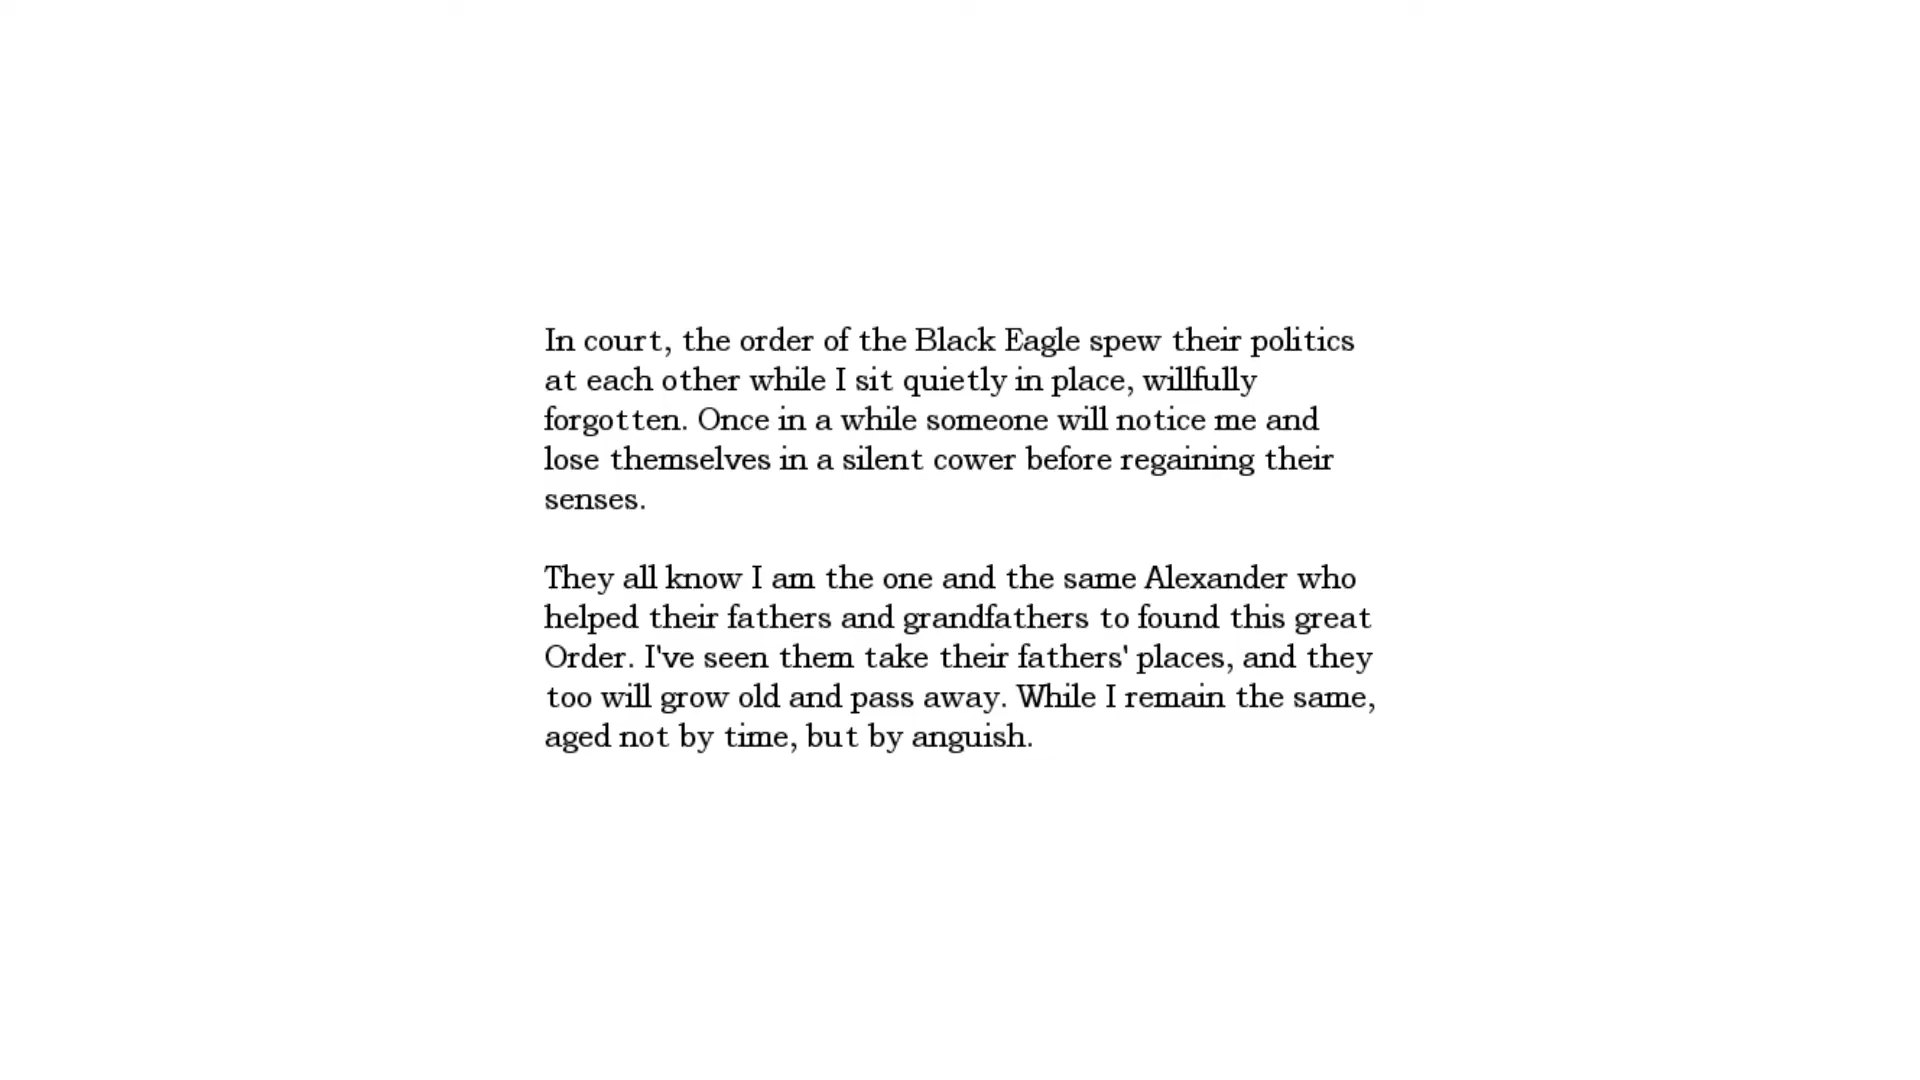 In court, the order of the Black Eagle spew their politics
at each other while I sit quietly in place, willfully
forgotten. Once in a while someone will notice me and
lose themselves in a silent cower before regaining their
senses.
They all know I am the one and the same Alexander who
helped their fathers and grandfathers to found this great
Order. I've seen them take their fathers' places, and they
too will grow old and pass away. While I remain the same,
aged not by time, but by anguish.